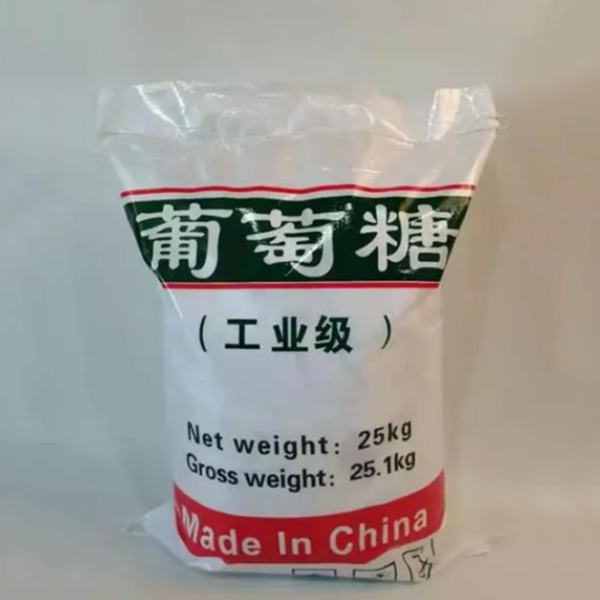 葡萄糖
（工业级）
Net weight：25kg
Gross weight：25.1kg
Made In China